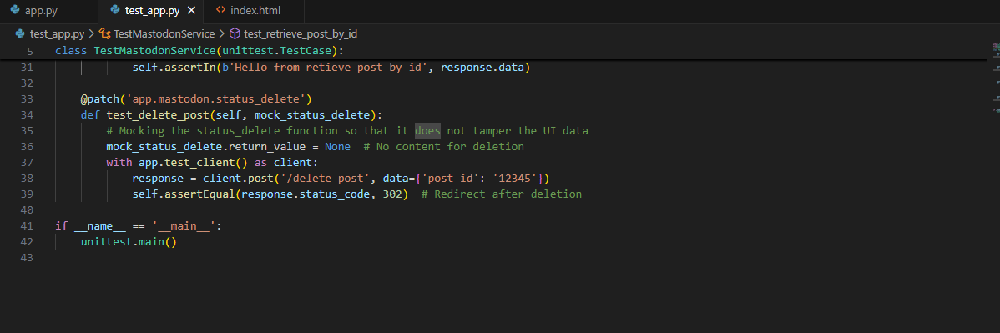 app.py test_app.py × index.html
test_app.py > TestMastodonService > test_retrieve_post_by_id
5 class TestMastodonService(unittest.TestCase):
31 self.assertIn(b'Hello from retieve post by id', response.data)
32
33 @patch('app.mastodon.status_delete')
34 def test_delete_post(self, mock_status_delete):
35 # Mocking the status_delete function so that it does not tamper the UI data
36 mock_status_delete.return_value = None # No content for deletion
37 with app.test_client() as client:
38 response = client.post('/delete_post', data={'post_id': '12345'})
39 self.assertEqual(response.status_code, 302) # Redirect after deletion
40
41 if __name__ == '__main__':
42 unittest.main()
43